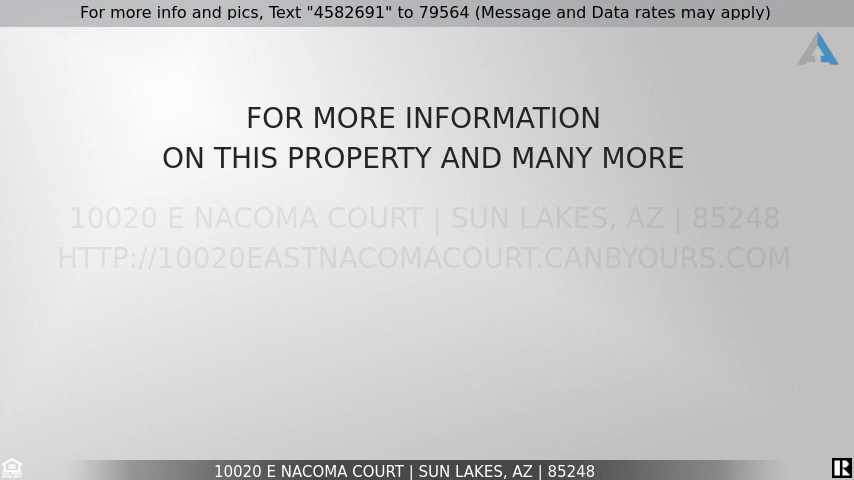 For more info and pics, Text "4582691" to 79564 (Message and Data rates may apply)
FOR MORE INFORMATION
ON THIS PROPERTY AND MANY MORE
10020 E NACOMA COURT | SUN LAKES, AZ | 85248
HTTP://10020EASTNACOMACOURT.CANBYOURS.COM
10020 E NACOMA COURT | SUN LAKES, AZ | 85248